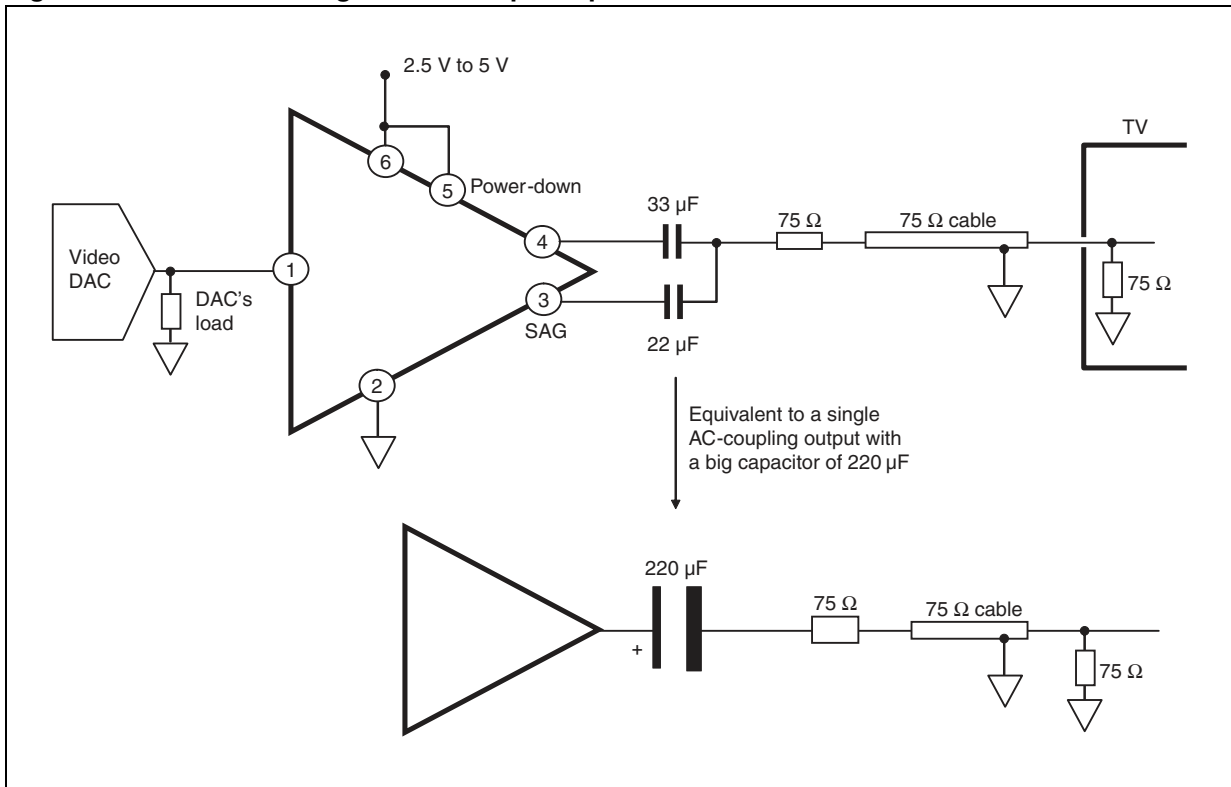 2.5 V to 5 V
6
5
Power-down
TV
4
33 µF
75 Ω
75 Ω cable
Video
DAC
1
DAC's
load
3
SAG
22 µF
75 Ω
2
Equivalent to a single
AC-coupling output with
a big capacitor of 220 µF
220 µF
+
75 Ω
75 Ω cable
75 Ω